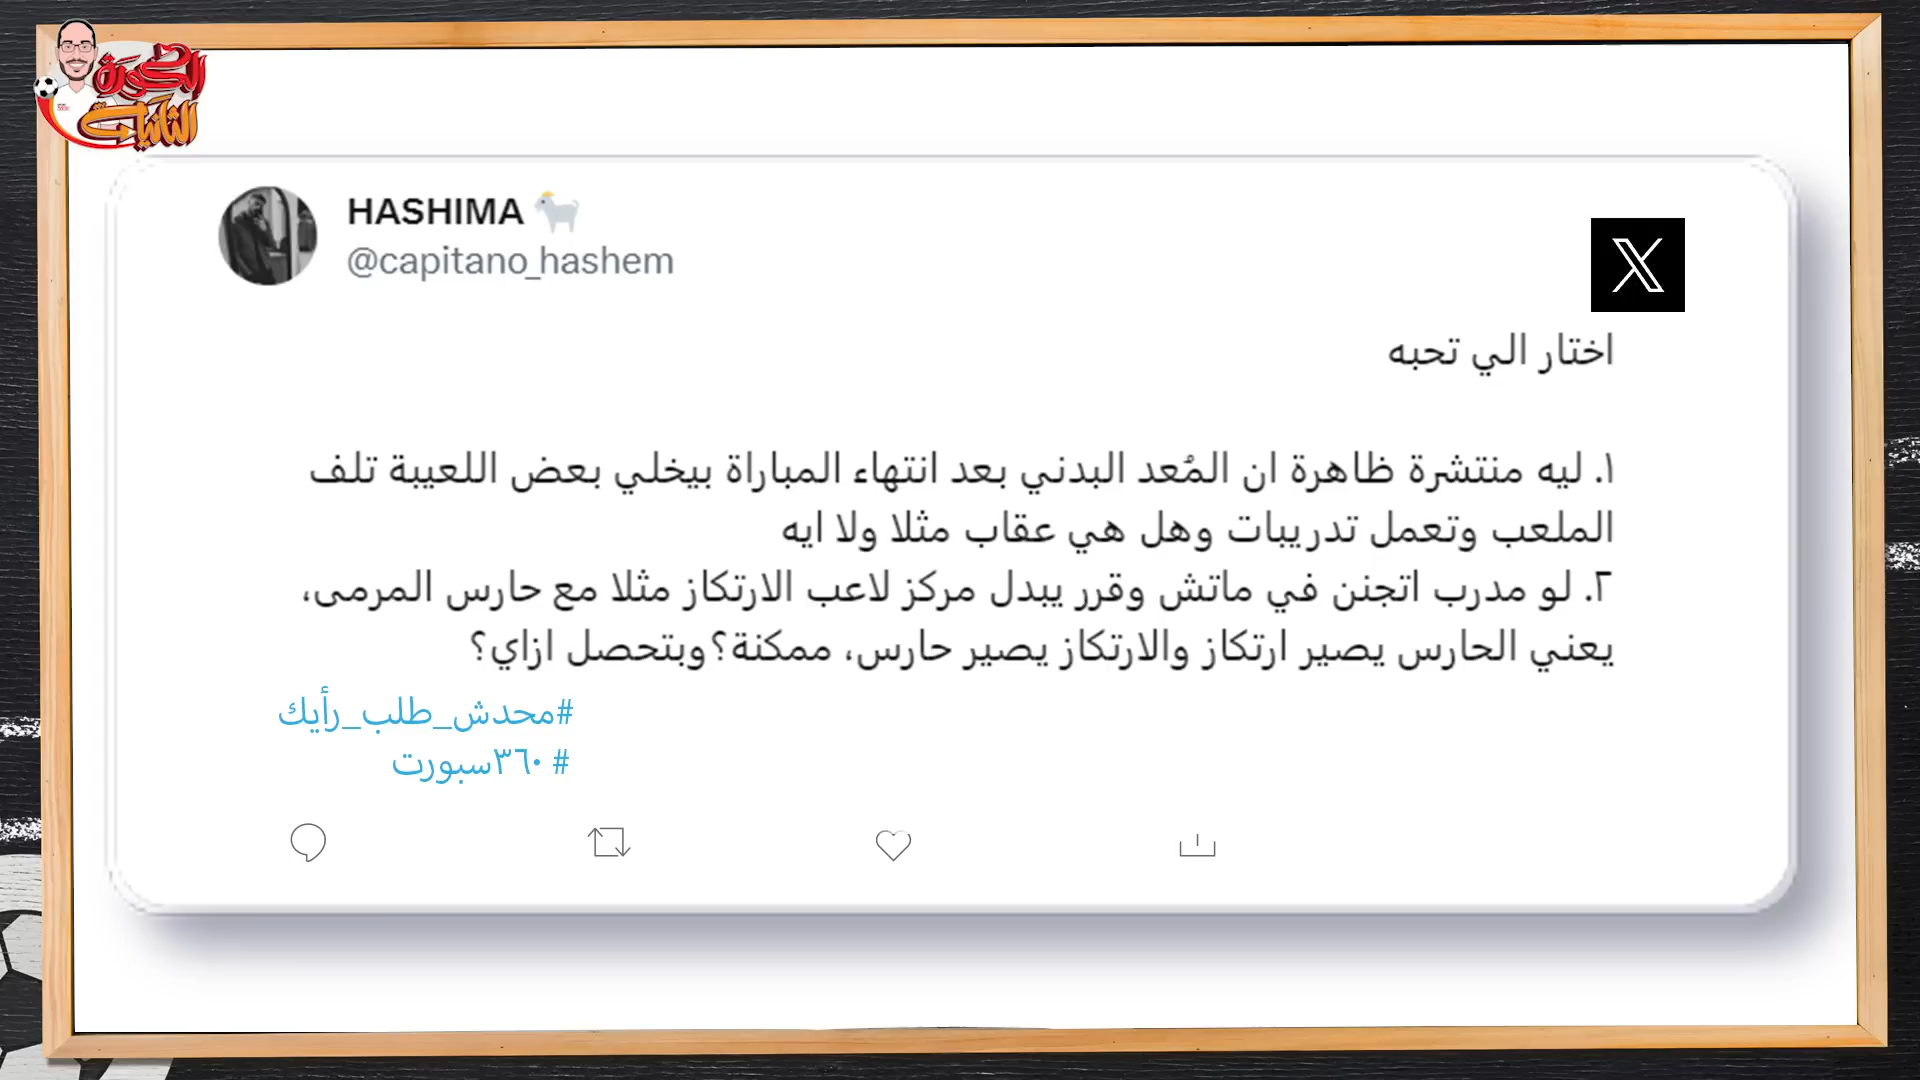 الكورة
الثانية
HASHIMA 🐐
@capitano_hashem
اختار الي تحبه
١. ليه منتشرة ظاهرة ان المُعد البدني بعد انتهاء المباراة بيخلي بعض اللعيبة تلف
الملعب وتعمل تدريبات وهل هي عقاب مثلا ولا ايه
٢. لو مدرب اتجنن في ماتش وقرر يبدل مركز لاعب الارتكاز مثلا مع حارس المرمى،
يعني الحارس يصير ارتكاز والارتكاز يصير حارس، ممكنة؟وبتحصل ازاي؟
#محدش_طلب_رأيك
# ٣٦٠سبورت